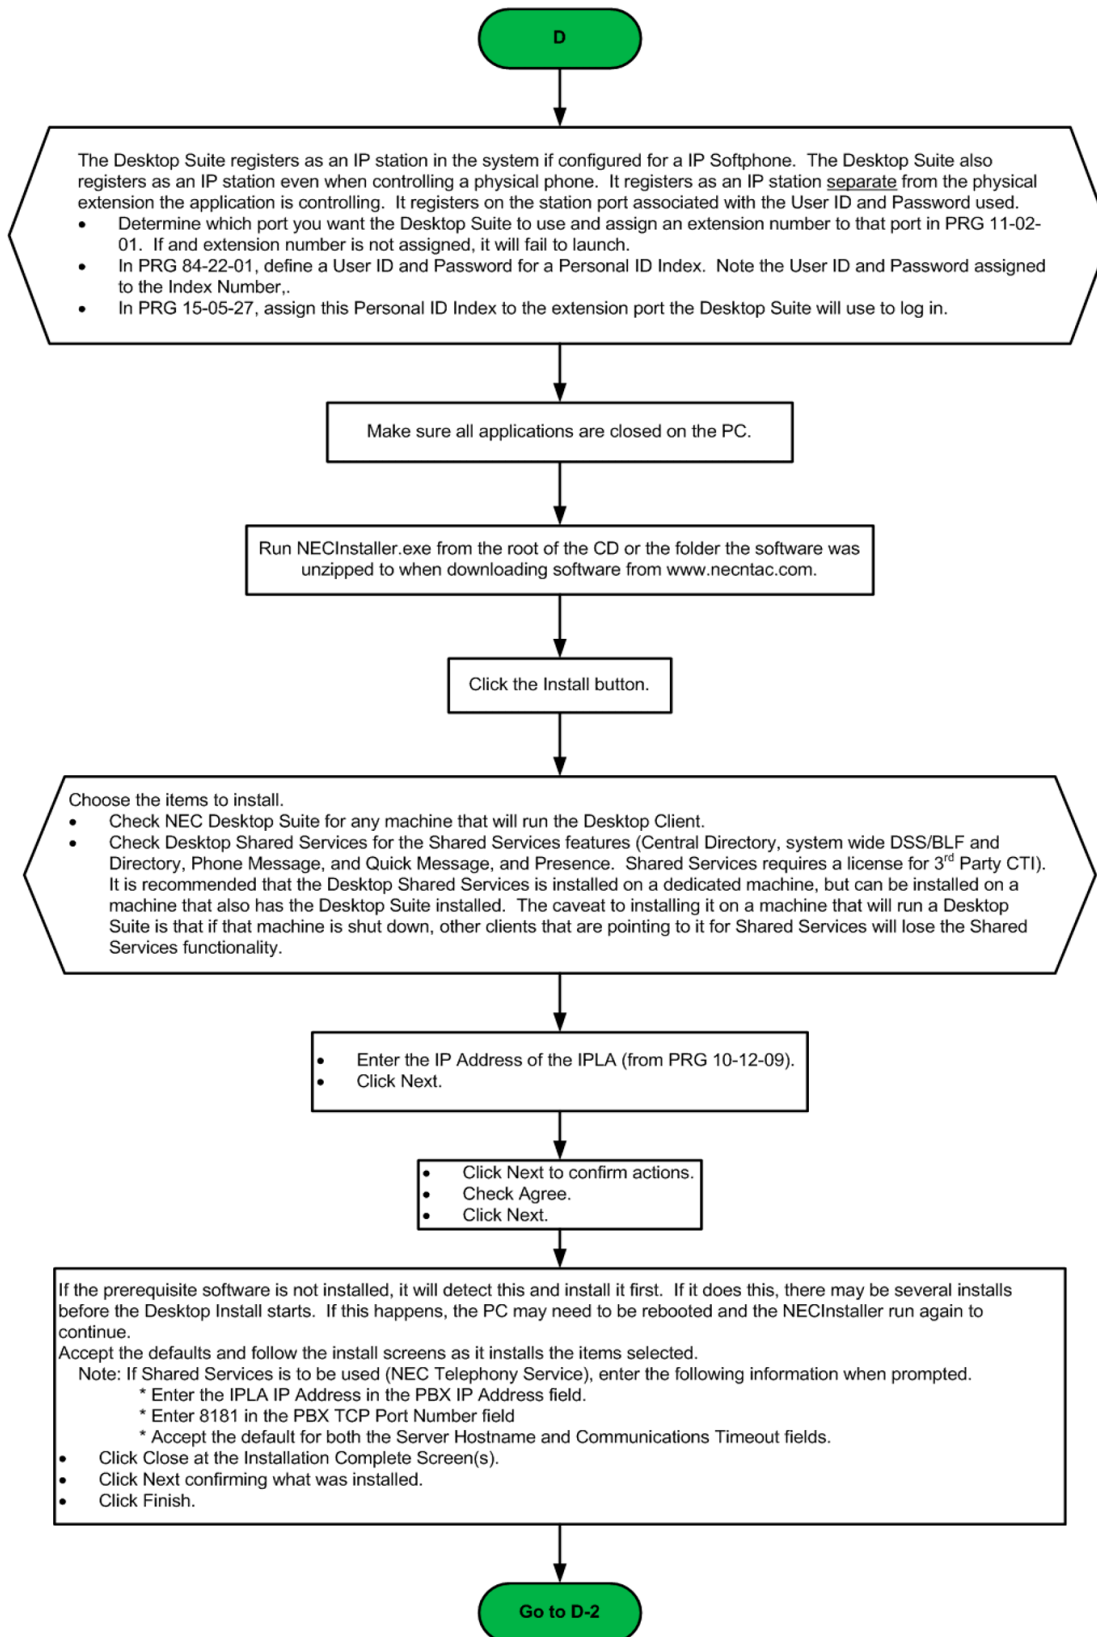 D
The Desktop Suite registers as an IP station in the system if configured for a IP Softphone.  The Desktop Suite also
registers as an IP station even when controlling a physical phone.  It registers as an IP station separate from the physical
extension the application is controlling.  It registers on the station port associated with the User ID and Password used.
• Determine which port you want the Desktop Suite to use and assign an extension number to that port in PRG 11-02-
01.  If and extension number is not assigned, it will fail to launch.
• In PRG 84-22-01, define a User ID and Password for a Personal ID Index.  Note the User ID and Password assigned
to the Index Number,.
• In PRG 15-05-27, assign this Personal ID Index to the extension port the Desktop Suite will use to log in.
Make sure all applications are closed on the PC.
Run NECInstaller.exe from the root of the CD or the folder the software was
unzipped to when downloading software from www.necntac.com.
Click the Install button.
Choose the items to install.
• Check NEC Desktop Suite for any machine that will run the Desktop Client.
• Check Desktop Shared Services for the Shared Services features (Central Directory, system wide DSS/BLF and
Directory, Phone Message, and Quick Message, and Presence.  Shared Services requires a license for 3rd Party CTI).
It is recommended that the Desktop Shared Services is installed on a dedicated machine, but can be installed on a
machine that also has the Desktop Suite installed.  The caveat to installing it on a machine that will run a Desktop
Suite is that if that machine is shut down, other clients that are pointing to it for Shared Services will lose the Shared
Services functionality.
• Enter the IP Address of the IPLA (from PRG 10-12-09).
• Click Next.
• Click Next to confirm actions.
• Check Agree.
• Click Next.
If the prerequisite software is not installed, it will detect this and install it first.  If it does this, there may be several installs
before the Desktop Install starts.  If this happens, the PC may need to be rebooted and the NECInstaller run again to
continue.
Accept the defaults and follow the install screens as it installs the items selected.
Note: If Shared Services is to be used (NEC Telephony Service), enter the following information when prompted.
* Enter the IPLA IP Address in the PBX IP Address field.
* Enter 8181 in the PBX TCP Port Number field
* Accept the default for both the Server Hostname and Communications Timeout fields.
• Click Close at the Installation Complete Screen(s).
• Click Next confirming what was installed.
• Click Finish.
Go to D-2